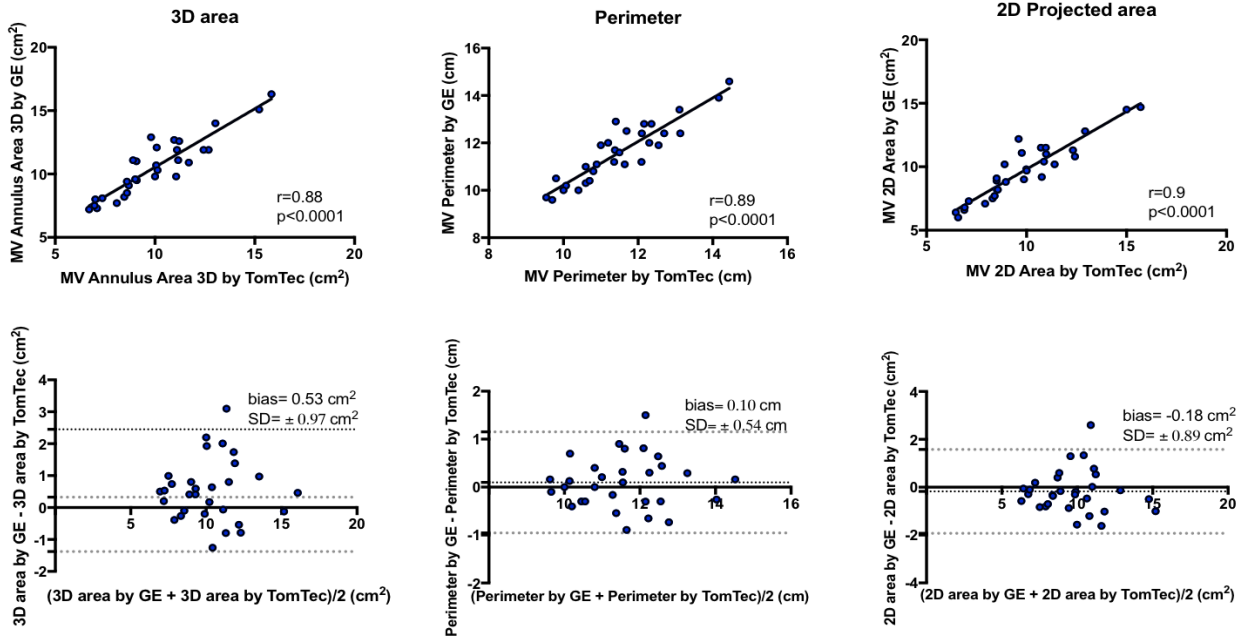 3D area
MV Annulus Area 3D by GE (cm²)
20
15
10
5
5
10
15
20
r=0.88
p<0.0001
MV Annulus Area 3D by TomTec (cm²)
Perimeter
MV Perimeter by GE (cm)
16
14
12
10
8
8
10
12
14
16
r=0.89
p<0.0001
MV Perimeter by TomTec (cm)
2D Projected area
MV 2D Area by GE (cm²)
20
15
10
5
5
10
15
20
r=0.9
p<0.0001
MV 2D Area by TomTec (cm²)
3D area by GE - 3D area by TomTec (cm²)
4
3
2
1
0
-1
-2
5
10
15
20
bias= 0.53 cm²
SD= ± 0.97 cm²
(3D area by GE + 3D area by TomTec)/2 (cm²)
Perimeter by GE - Perimeter by TomTec (cm)
2
1
0
-1
-2
10
12
14
16
bias= 0.10 cm
SD= ± 0.54 cm
(Perimeter by GE + Perimeter by TomTec)/2 (cm)
2D area by GE - 2D area by TomTec (cm²)
4
2
0
-2
-4
5
10
15
20
bias= -0.18 cm²
SD= ± 0.89 cm²
(2D area by GE + 2D area by TomTec)/2 (cm²)